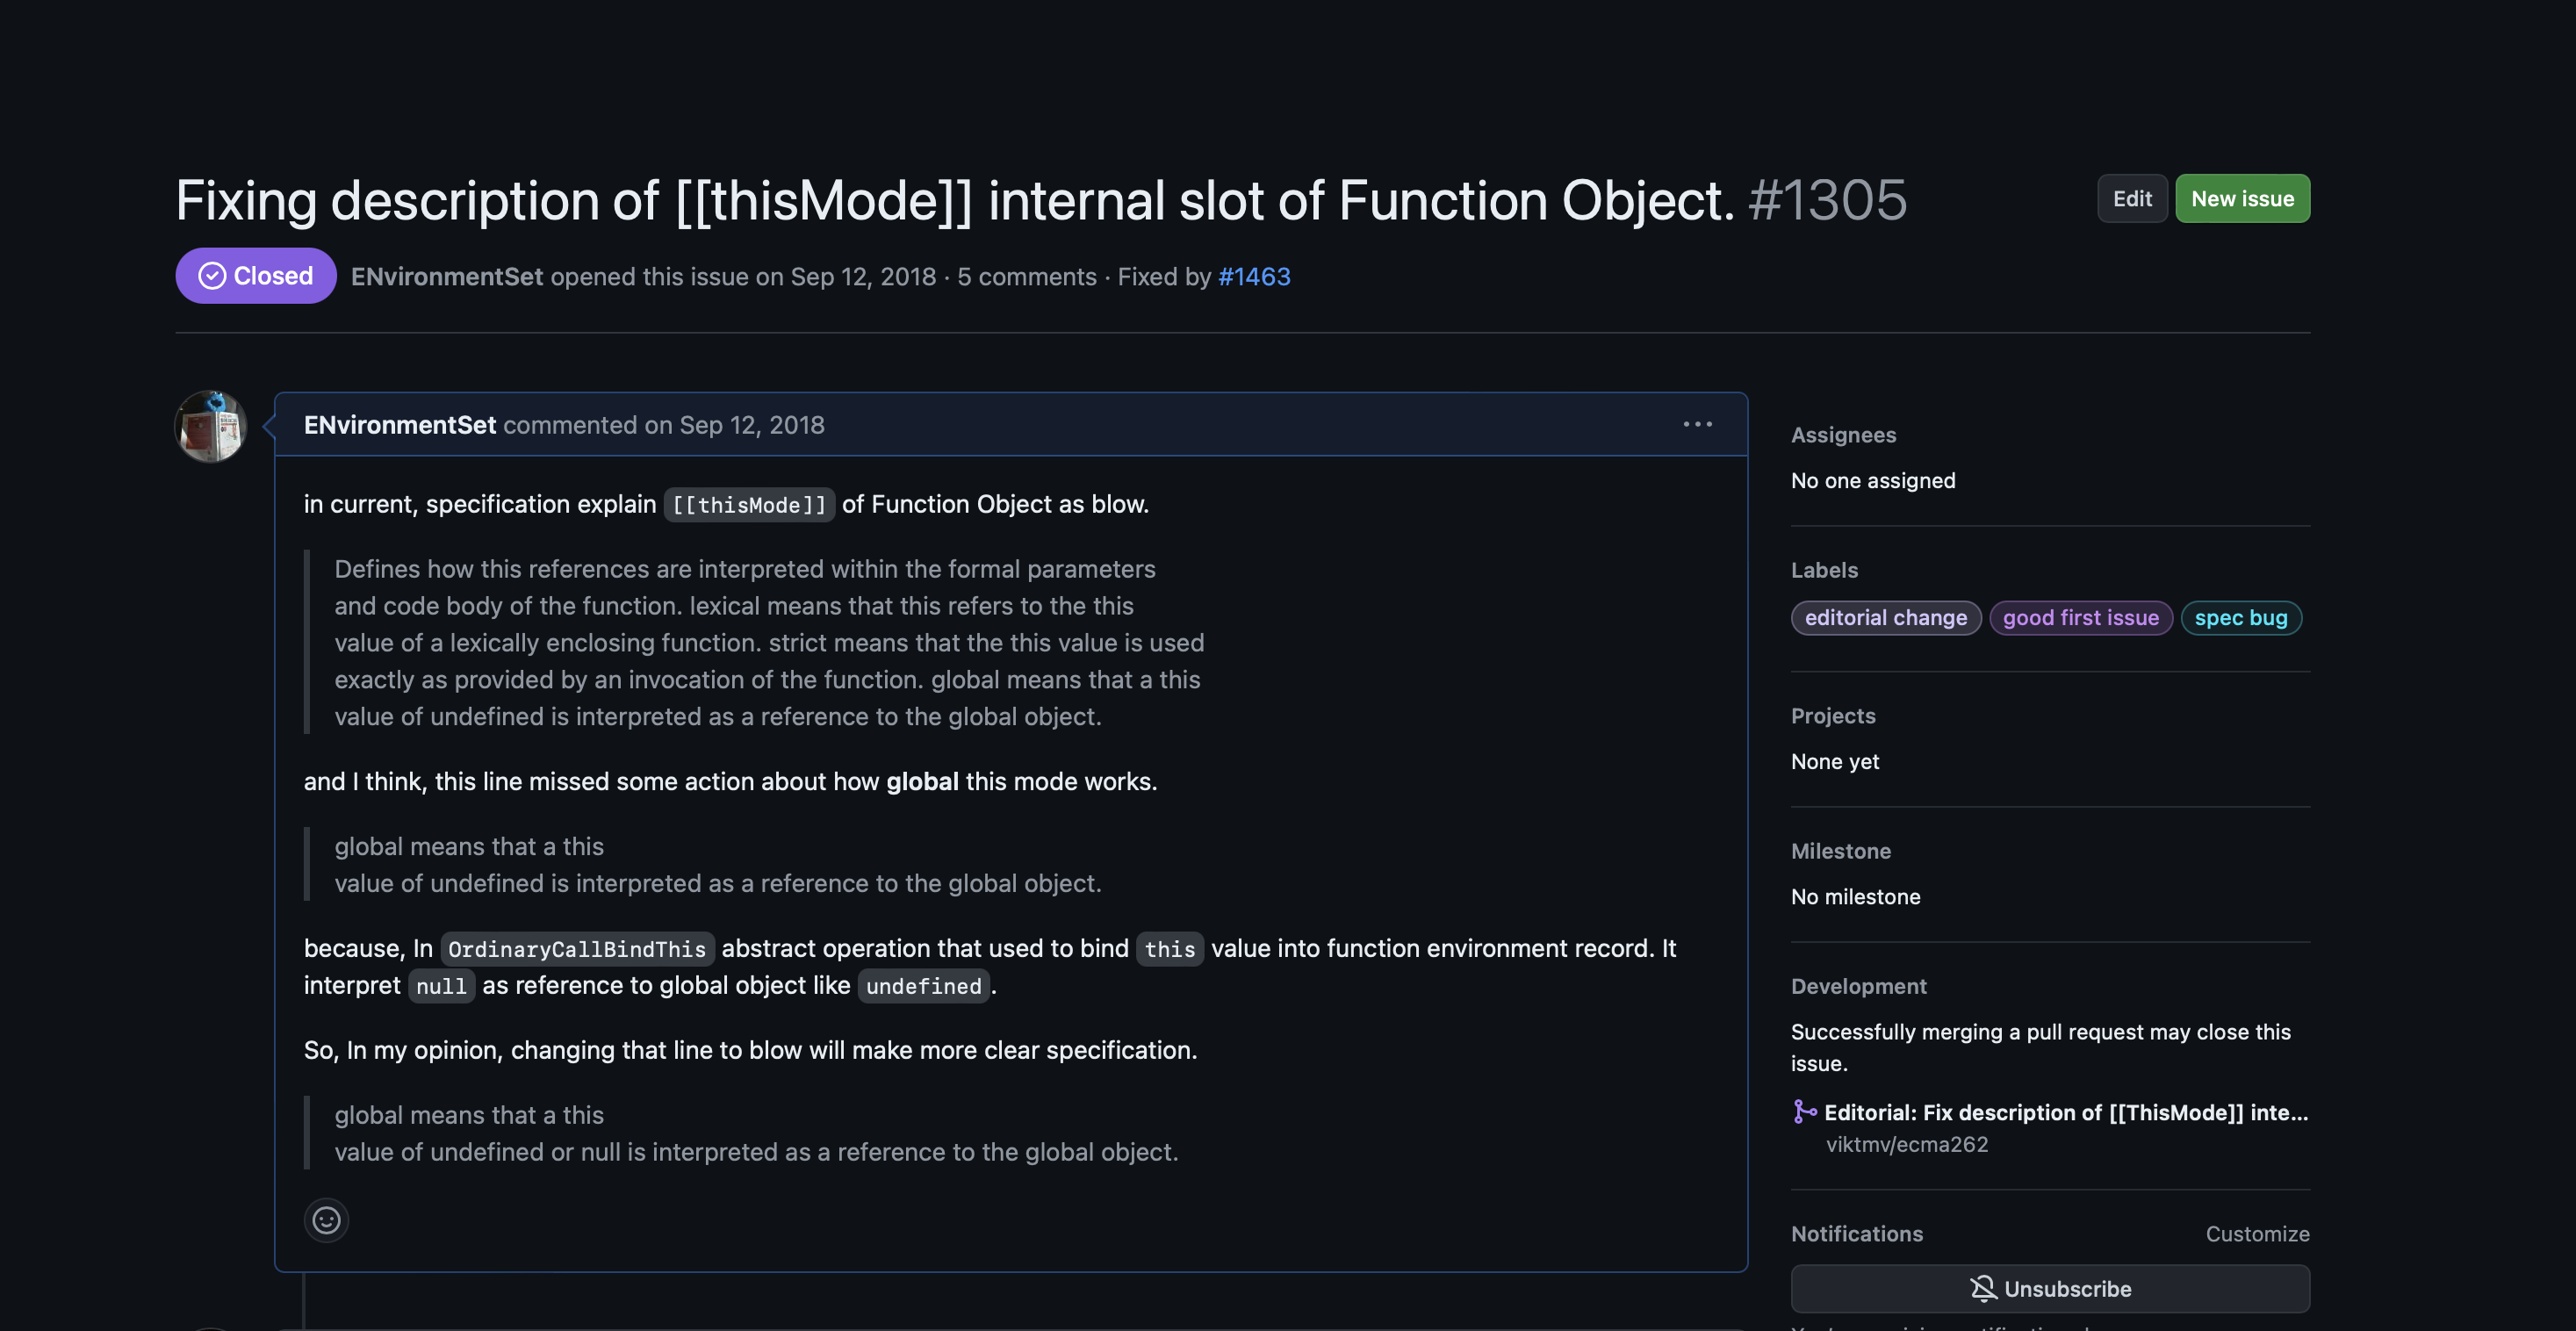 Fixing description of [[thisMode]] internal slot of Function Object. #1305
Edit
New issue
Closed
ENvironmentSet opened this issue on Sep 12, 2018 · 5 comments · Fixed by #1463
ENvironmentSet commented on Sep 12, 2018
in current, specification explain [[thisMode]] of Function Object as blow.
Defines how this references are interpreted within the formal parameters
and code body of the function. lexical means that this refers to the this
value of a lexically enclosing function. strict means that the this value is used
exactly as provided by an invocation of the function. global means that a this
value of undefined is interpreted as a reference to the global object.
and I think, this line missed some action about how global this mode works.
global means that a this
value of undefined is interpreted as a reference to the global object.
because, In OrdinaryCallBindThis abstract operation that used to bind this value into function environment record. It
interpret null as reference to global object like undefined.
So, In my opinion, changing that line to blow will make more clear specification.
global means that a this
value of undefined or null is interpreted as a reference to the global object.
Assignees
No one assigned
Labels
editorial change
good first issue
spec bug
Projects
None yet
Milestone
No milestone
Development
Successfully merging a pull request may close this
issue.
Editorial: Fix description of [[ThisMode]] inte...
viktmv/ecma262
Notifications
Customize
Unsubscribe